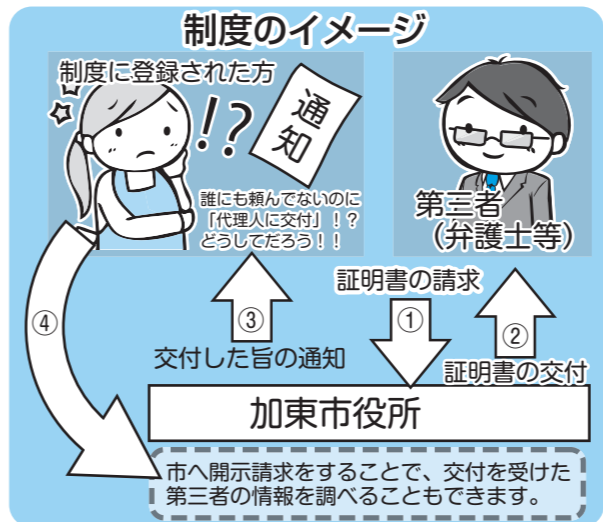 制度のイメージ
制度に登録された方
!?
通知
誰にも頼んでないのに
「代理人に交付」！？
どうしてだろう！！
第三者
（弁護士等）
証明書の請求
①
②
③
④
交付した旨の通知
証明書の交付
加東市役所
市へ開示請求をすることで、交付を受けた
第三者の情報を調べることもできます。